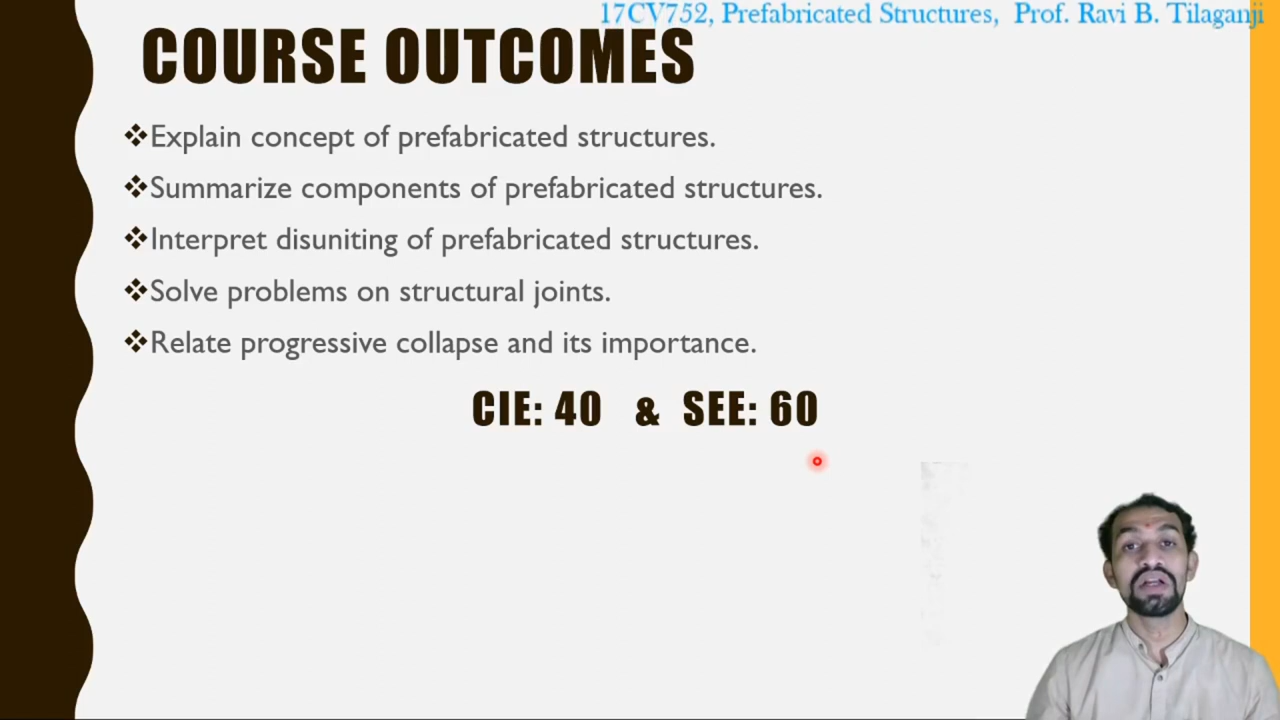 17CV752, Prefabricated Structures, Prof. Ravi B. Tilaganji
COURSE OUTCOMES
❖Explain concept of prefabricated structures.
❖Summarize components of prefabricated structures.
❖Interpret disuniting of prefabricated structures.
❖Solve problems on structural joints.
❖Relate progressive collapse and its importance.
CIE: 40 & SEE: 60